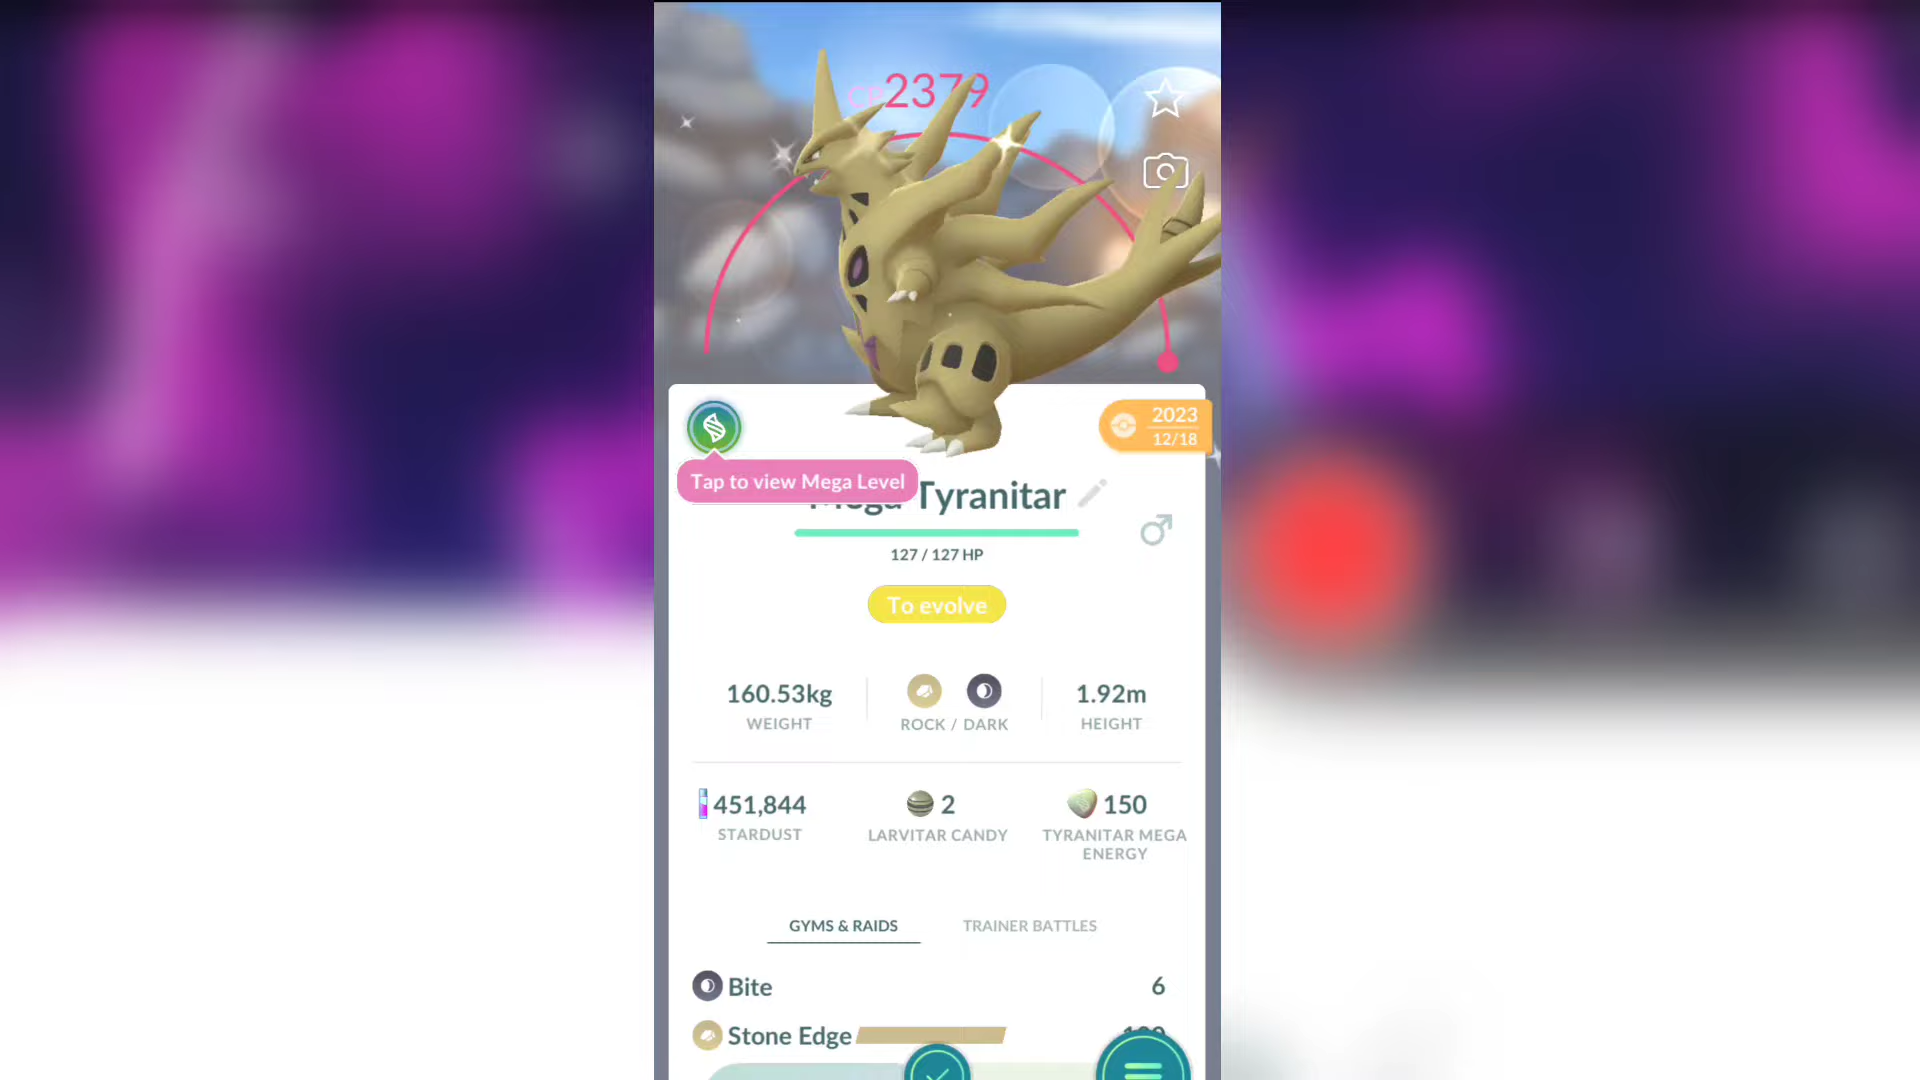 CP2379
2023
12/18
Tap to view Mega Level
Mega Tyranitar
127 / 127 HP
To evolve
160.53kg
WEIGHT
ROCK / DARK
1.92m
HEIGHT
451,844
STARDUST
2
LARVITAR CANDY
150
TYRANITAR MEGA
ENERGY
GYMS & RAIDS
TRAINER BATTLES
Bite
6
Stone Edge